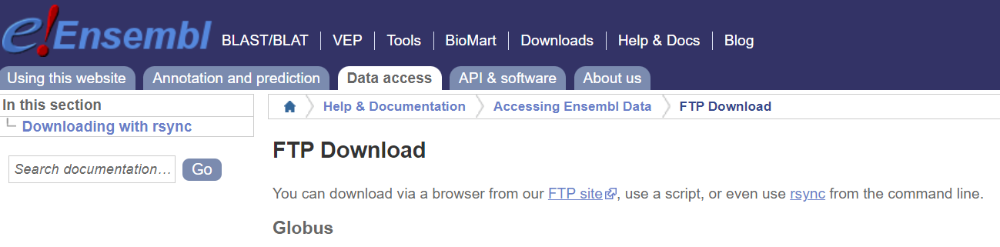 e!Ensembl BLAST/BLAT VEP Tools BioMart Downloads Help & Docs Blog
Using this website Annotation and prediction Data access API & software About us
In this section
Downloading with rsync
Search documentation… Go
Help & Documentation Accessing Ensembl Data FTP Download
FTP Download
You can download via a browser from our FTP site, use a script, or even use rsync from the command line.
Globus